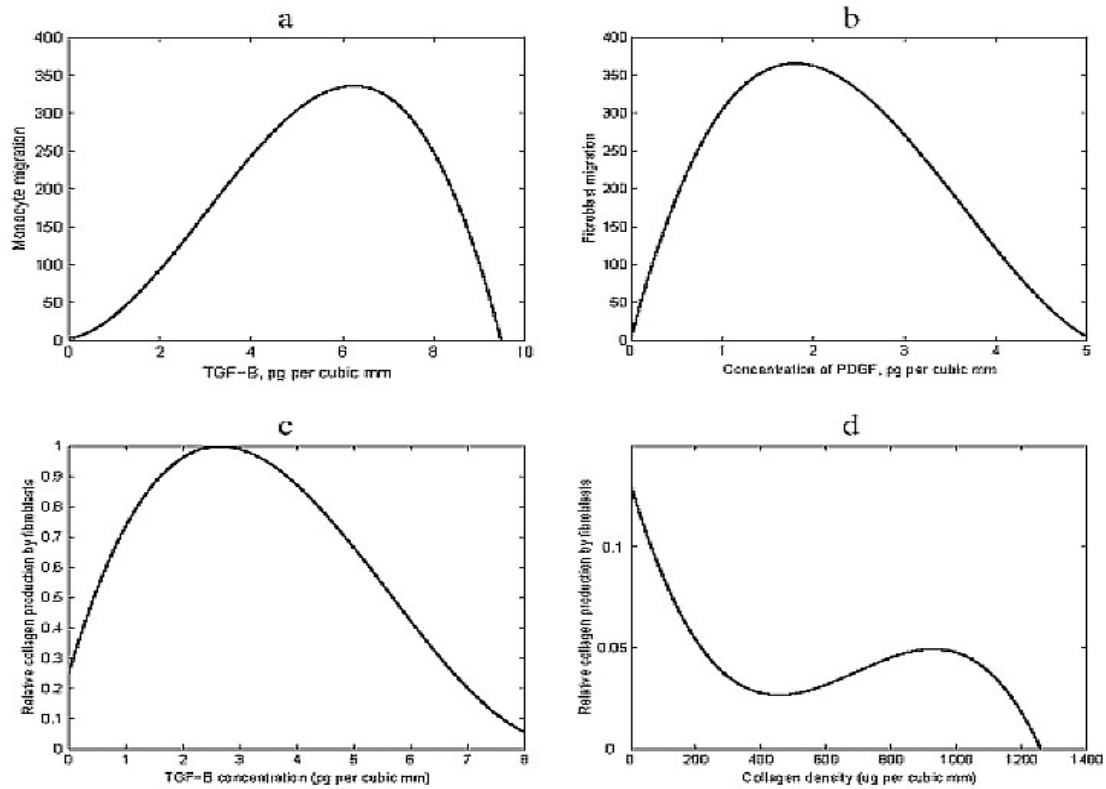 a
400
350
300
250
200
150
100
50
0
Monocyte migration
0 2 4 6 8 10
TGF-B, pg per cubic mm
b
400
350
300
250
200
150
100
50
0
Fibroblast migration
0 1 2 3 4 5
Concentration of PDGF, pg per cubic mm
c
1
0.9
0.8
0.7
0.6
0.5
0.4
0.3
0.2
0.1
0
Relative collagen production by fibroblasts
0 1 2 3 4 5 6 7 8
TGF-B concentration (pg per cubic mm)
d
0.1
0.05
0
Relative collagen production by fibroblasts
0 200 400 600 800 1000 1200 1400
Collagen density (ug per cubic mm)